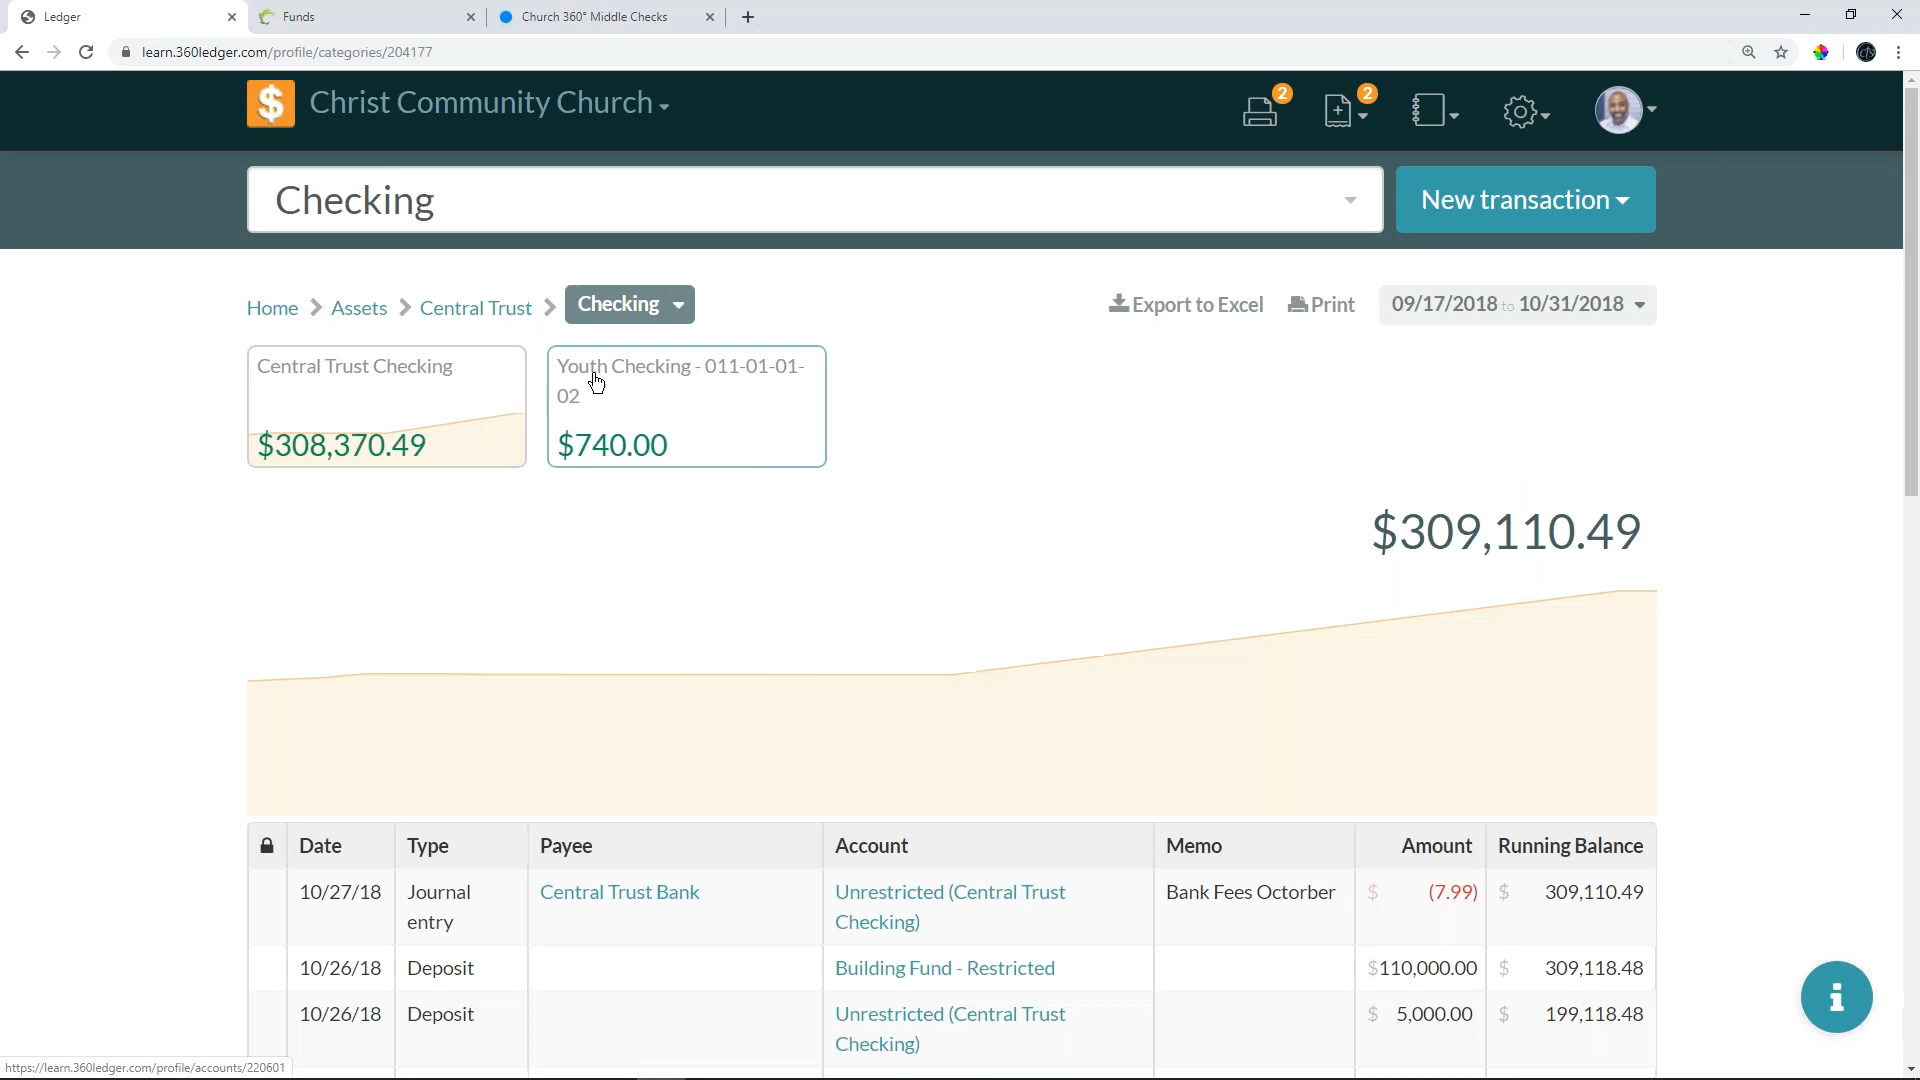 Ledger
Funds
Church 360° Middle Checks
learn.360ledger.com/profile/categories/204177
Christ Community Church
2
2
Checking
New transaction
Home
Assets
Central Trust
Checking
Export to Excel
Print
09/17/2018 to 10/31/2018
Central Trust Checking
$308,370.49
Youth Checking - 011-01-01-
02
$740.00
$309,110.49
Date Type Payee Account Memo Amount Running Balance
10/27/18 Journal Central Trust Bank Unrestricted (Central Trust Bank Fees Octorber $ (7.99) $ 309,110.49
entry Checking)
10/26/18 Deposit Building Fund - Restricted $110,000.00 $ 309,118.48
10/26/18 Deposit Unrestricted (Central Trust $ 5,000.00 $ 199,118.48
Checking)
https://learn.360ledger.com/profile/accounts/220601